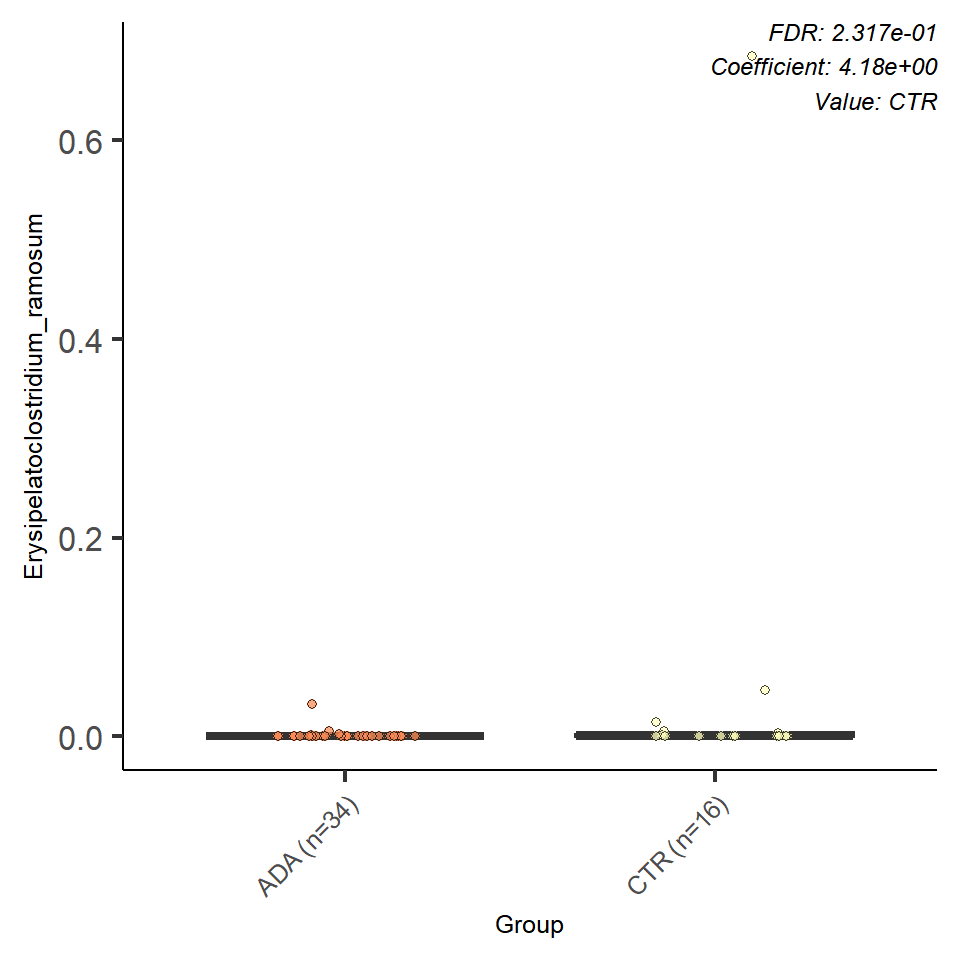 FDR: 2.317e-01
Coefficient: 4.18e+00
Value: CTR
Erysipelatoclostridium_ramosum
0.6
0.4
0.2
0.0
ADA (n=34)
CTR (n=16)
Group